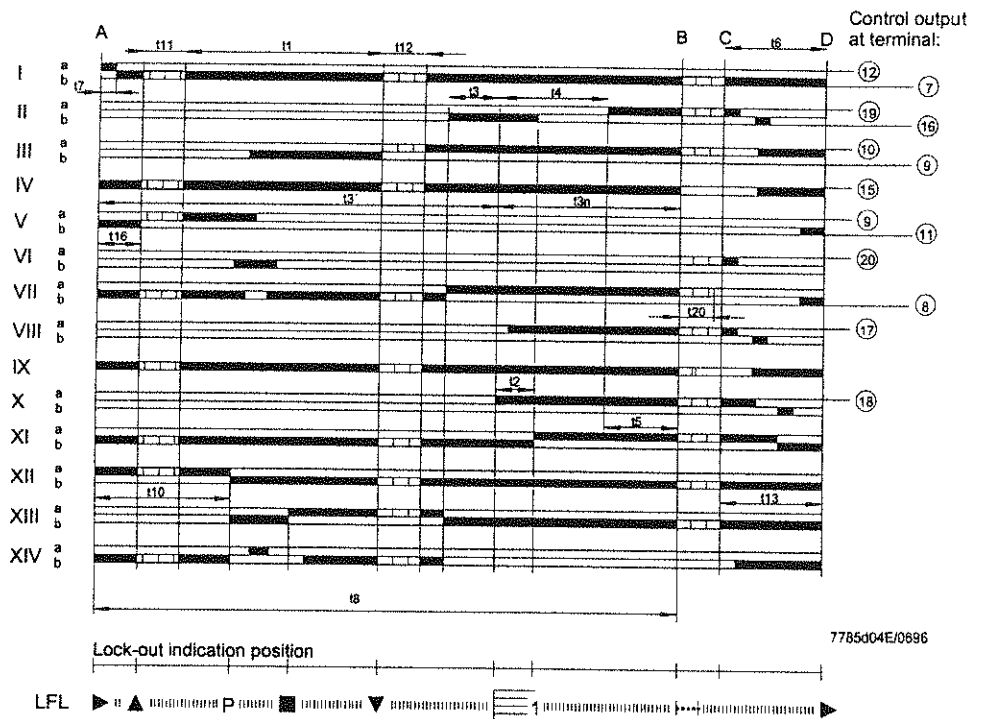 Control output
at terminal:
A t11 t1 t12 B C t6 D
I a b 12 7
t7
t3 t4
II a b 19 16
III a b 10 9
IV 15
t3' t3n
V a b 9 11
t16
VI a b 20
VII a b 8
t20
VIII a b 17
IX
t2
X a b 18
t5
XI a b
XII a b
t10 t13
XIII a b
XIV a b
t8
7785d04E/0696
Lock-out indication position
LFL P 1